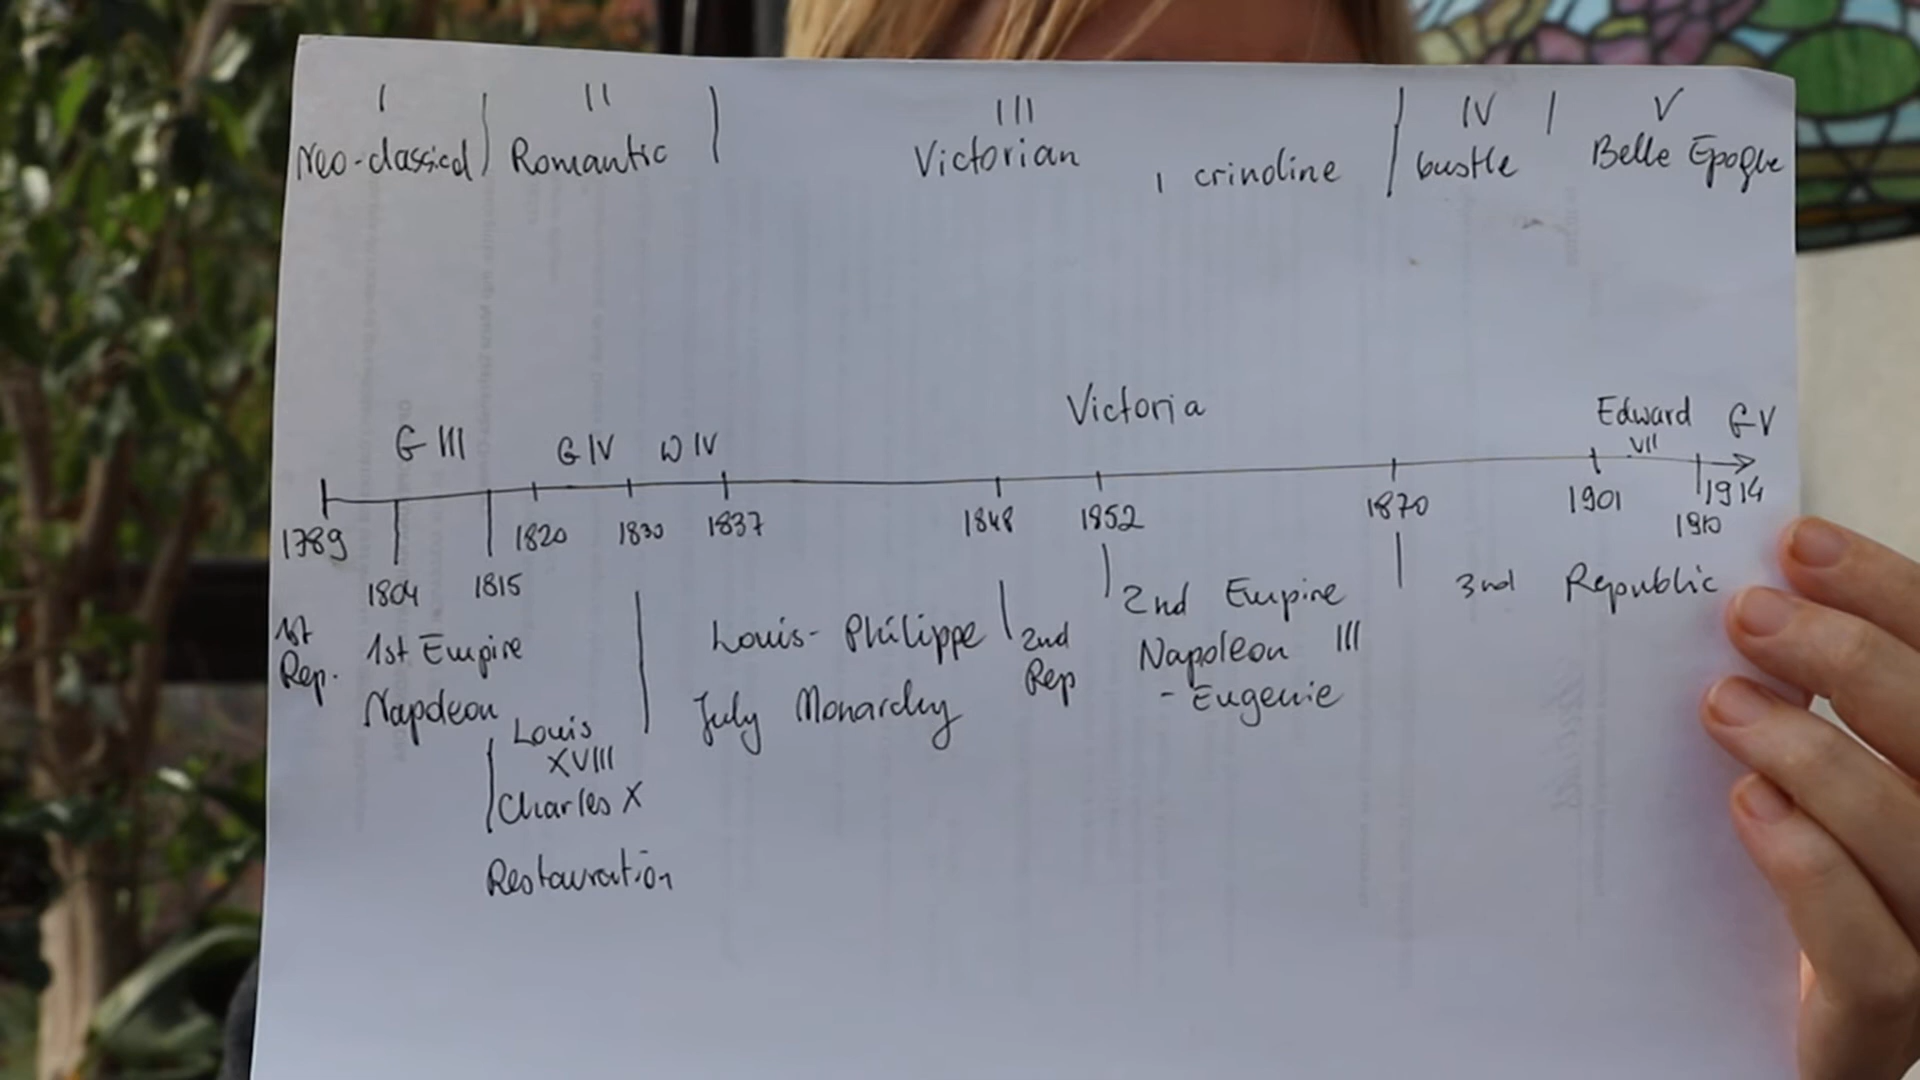 I II III IV V
Neo-classical Romantic Victorian crinoline bustle Belle Epoque
Victoria
G III G IV W IV Edward VII G V
1789 1804 1815 1820 1830 1837 1848 1852 1870 1901 1910 1914
1st Rep.
1st Empire
Napoleon
Louis XVIII
Charles X
Restauration
Louis-Philippe
July Monarchy
2nd Rep
2nd Empire
Napoleon III
- Eugenie
3nd Republic